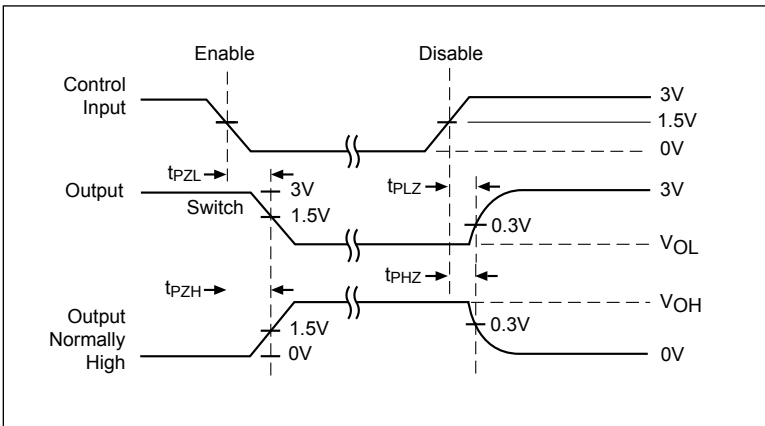 Enable
Disable
Control
Input
3V
1.5V
0V
tPZL
tPLZ
Output
Switch
3V
1.5V
3V
0.3V
VOL
tPZH
tPHZ
VOH
Output
Normally
High
1.5V
0V
0.3V
0V